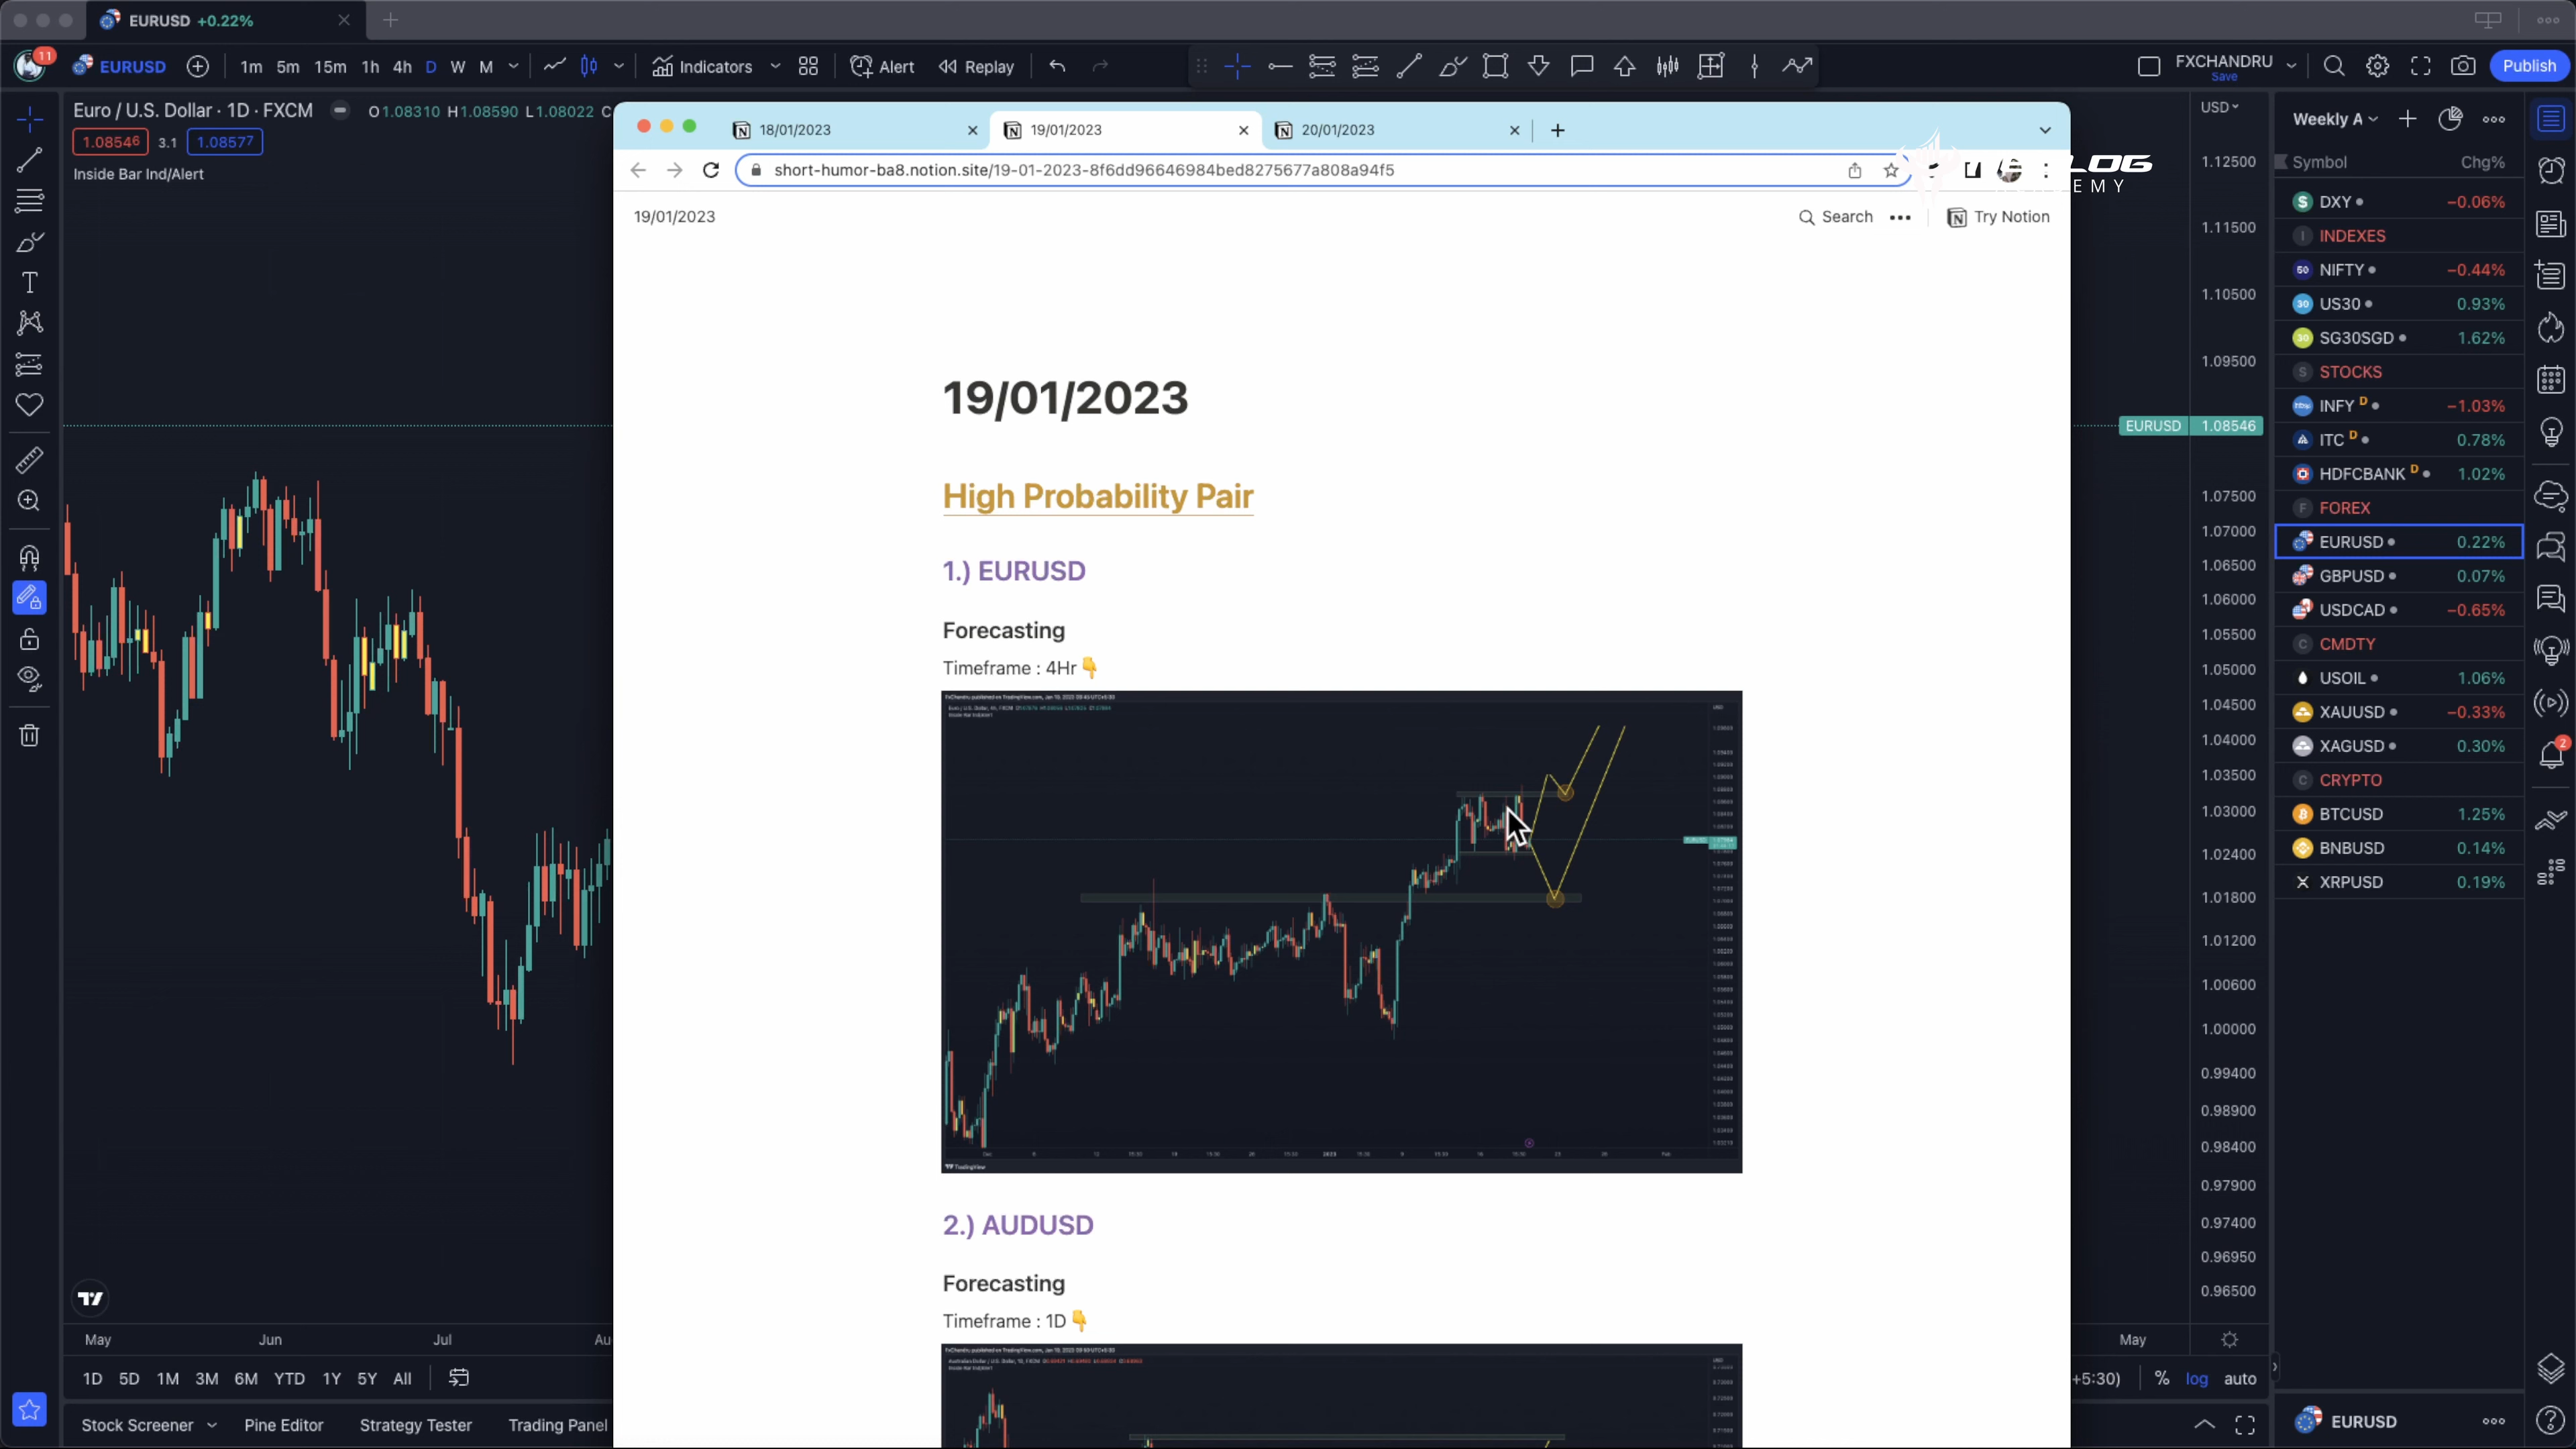 EURUSD +0.22%
11
EURUSD
1m 5m 15m 1h 4h D W M
Indicators
Alert
Replay
FXCHANDRU
Save
Publish
Euro / U.S. Dollar · 1D · FXCM
O1.08310 H1.08590 L1.08022 C
1.08546 3.1 1.08577
Inside Bar Ind/Alert
18/01/2023
19/01/2023
20/01/2023
short-humor-ba8.notion.site/19-01-2023-8f6dd96646984bed8275677a808a94f5
19/01/2023
Search
Try Notion
19/01/2023
High Probability Pair
1.) EURUSD
Forecasting
Timeframe : 4Hr
TradingView
2.) AUDUSD
Forecasting
Timeframe : 1D
LOG
EMY
USD
1.12500
1.11500
1.10500
1.09500
EURUSD 1.08546
1.07500
1.07000
1.06500
1.06000
1.05500
1.05000
1.04500
1.04000
1.03500
1.03000
1.02400
1.01800
1.01200
1.00600
1.00000
0.99400
0.98900
0.98400
0.97900
0.97400
0.96950
0.96500
Weekly A
Symbol Chg%
DXY −0.06%
INDEXES
NIFTY −0.44%
US30 0.93%
SG30SGD 1.62%
STOCKS
INFY D −1.03%
ITC D 0.78%
HDFCBANK D 1.02%
FOREX
EURUSD 0.22%
GBPUSD 0.07%
USDCAD −0.65%
CMDTY
USOIL 1.06%
XAUUSD −0.33%
XAGUSD 0.30%
CRYPTO
BTCUSD 1.25%
BNBUSD 0.14%
XRPUSD 0.19%
2
May Jun Jul Au
May
1D 5D 1M 3M 6M YTD 1Y 5Y All
+5:30) % log auto
Stock Screener Pine Editor Strategy Tester Trading Panel
EURUSD